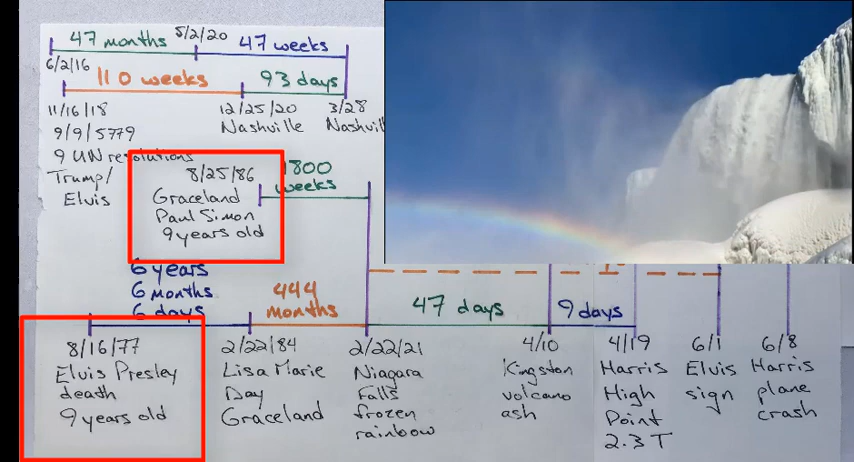 47 months 5/2/20 47 weeks
6/2/16
110 weeks 93 days
11/16/18 12/25/20 3/28
9/9/5779 Nashville Nashvill
9 UN revolutions
Trump/
Elvis
8/25/86
Graceland
Paul Simon
9 years old
1800
weeks
6 years
6 months
6 days
444
months
47 days
9 days
8/16/77
Elvis Presley
death
9 years old
2/22/84
Lisa Marie
Day
Graceland
2/22/21
Niagara
Falls
frozen
rainbow
4/10
Kingston
volcano
ash
4/19
Harris
High
Point
2.3T
6/1
Elvis
sign
6/8
Harris
plane
crash